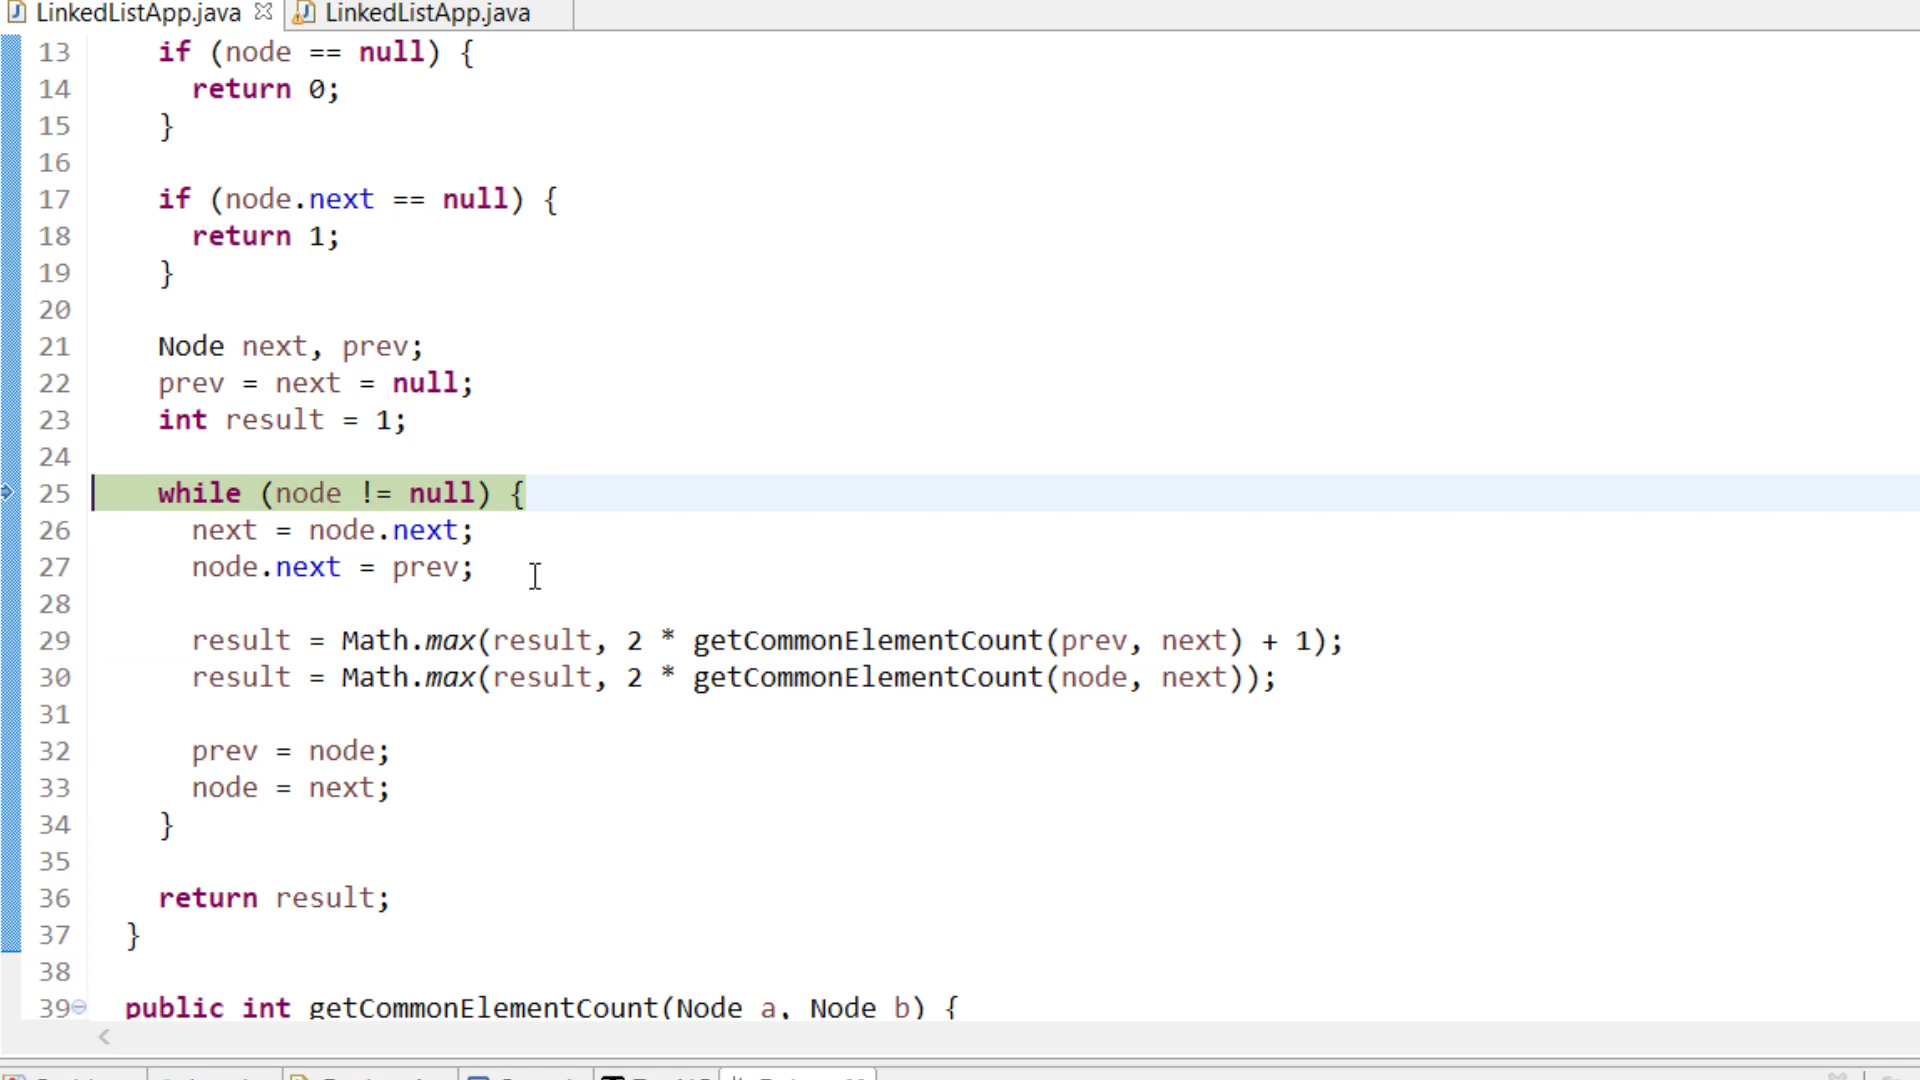 LinkedListApp.java LinkedListApp.java
13 if (node == null) {
14 return 0;
15 }
16
17 if (node.next == null) {
18 return 1;
19 }
20
21 Node next, prev;
22 prev = next = null;
23 int result = 1;
24
25 while (node != null) {
26 next = node.next;
27 node.next = prev;
28
29 result = Math.max(result, 2 * getCommonElementCount(prev, next) + 1);
30 result = Math.max(result, 2 * getCommonElementCount(node, next));
31
32 prev = node;
33 node = next;
34 }
35
36 return result;
37 }
38
39 public int getCommonElementCount(Node a, Node b) {